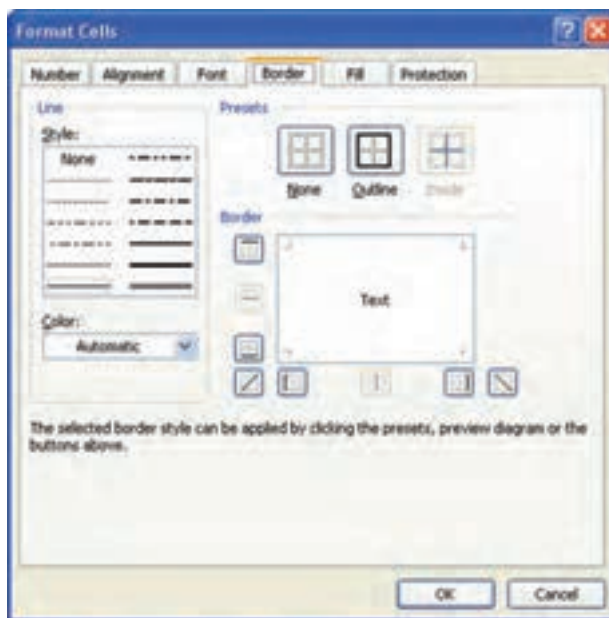 Format Cells
Number Alignment Font Border Fill Protection
Line
Style:
None
Color:
Automatic
Presets
None Outline Inside
Border
Text
The selected border style can be applied by clicking the presets, preview diagram or the
buttons above.
OK Cancel